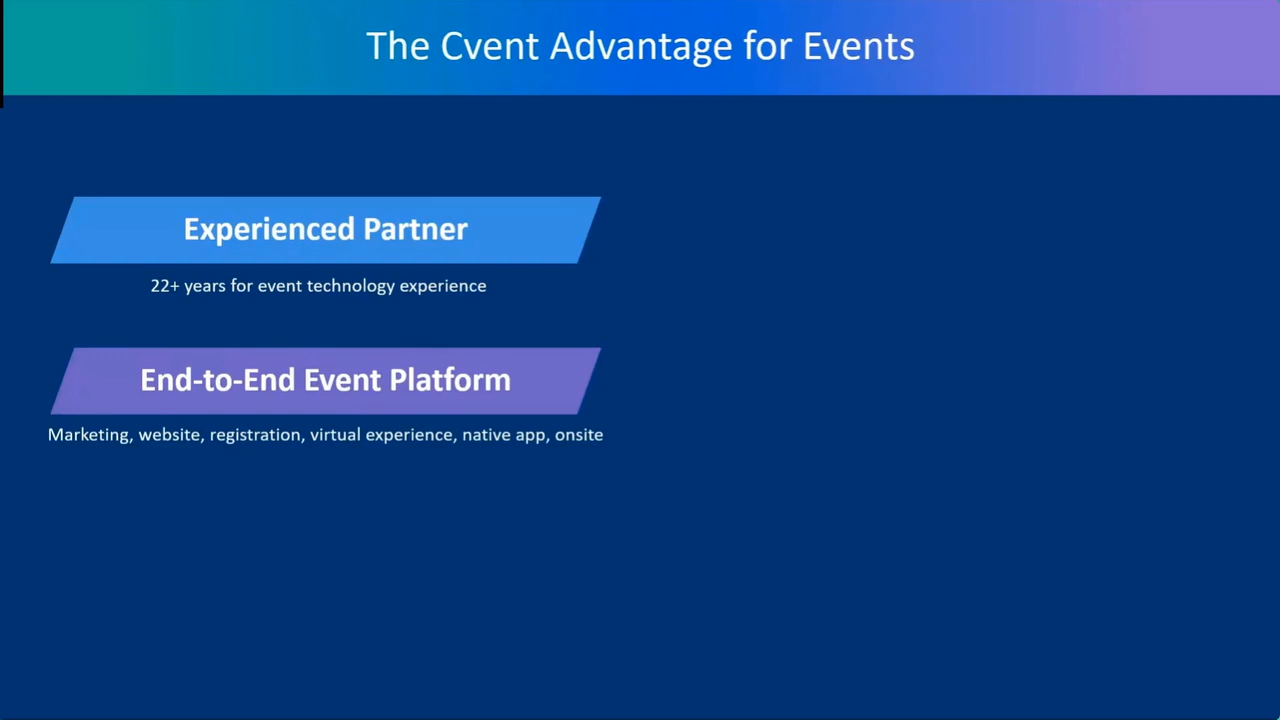 The Cvent Advantage for Events
Experienced Partner
22+ years for event technology experience
End-to-End Event Platform
Marketing, website, registration, virtual experience, native app, onsite